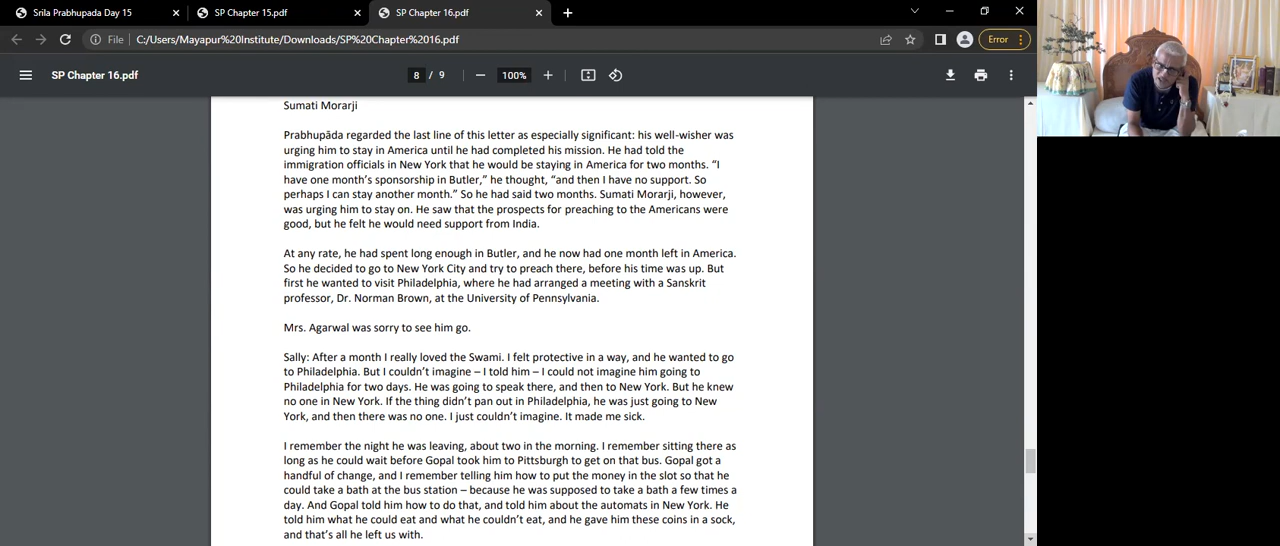 Srila Prabhupada Day 15
SP Chapter 15.pdf
SP Chapter 16.pdf
File
C:/Users/Mayapur%20Institute/Downloads/SP%20Chapter%2016.pdf
Error
SP Chapter 16.pdf
8 / 9
100%
Sumati Morarji
Prabhupāda regarded the last line of this letter as especially significant: his well-wisher was
urging him to stay in America until he had completed his mission. He had told the
immigration officials in New York that he would be staying in America for two months. “I
have one month’s sponsorship in Butler,” he thought, “and then I have no support. So
perhaps I can stay another month.” So he had said two months. Sumati Morarji, however,
was urging him to stay on. He saw that the prospects for preaching to the Americans were
good, but he felt he would need support from India.
At any rate, he had spent long enough in Butler, and he now had one month left in America.
So he decided to go to New York City and try to preach there, before his time was up. But
first he wanted to visit Philadelphia, where he had arranged a meeting with a Sanskrit
professor, Dr. Norman Brown, at the University of Pennsylvania.
Mrs. Agarwal was sorry to see him go.
Sally: After a month I really loved the Swami. I felt protective in a way, and he wanted to go
to Philadelphia. But I couldn’t imagine – I told him – I could not imagine him going to
Philadelphia for two days. He was going to speak there, and then to New York. But he knew
no one in New York. If the thing didn’t pan out in Philadelphia, he was just going to New
York, and then there was no one. I just couldn’t imagine. It made me sick.
I remember the night he was leaving, about two in the morning. I remember sitting there as
long as he could wait before Gopal took him to Pittsburgh to get on that bus. Gopal got a
handful of change, and I remember telling him how to put the money in the slot so that he
could take a bath at the bus station – because he was supposed to take a bath a few times a
day. And Gopal told him how to do that, and told him about the automats in New York. He
told him what he could eat and what he couldn’t eat, and he gave him these coins in a sock,
and that’s all he left us with.